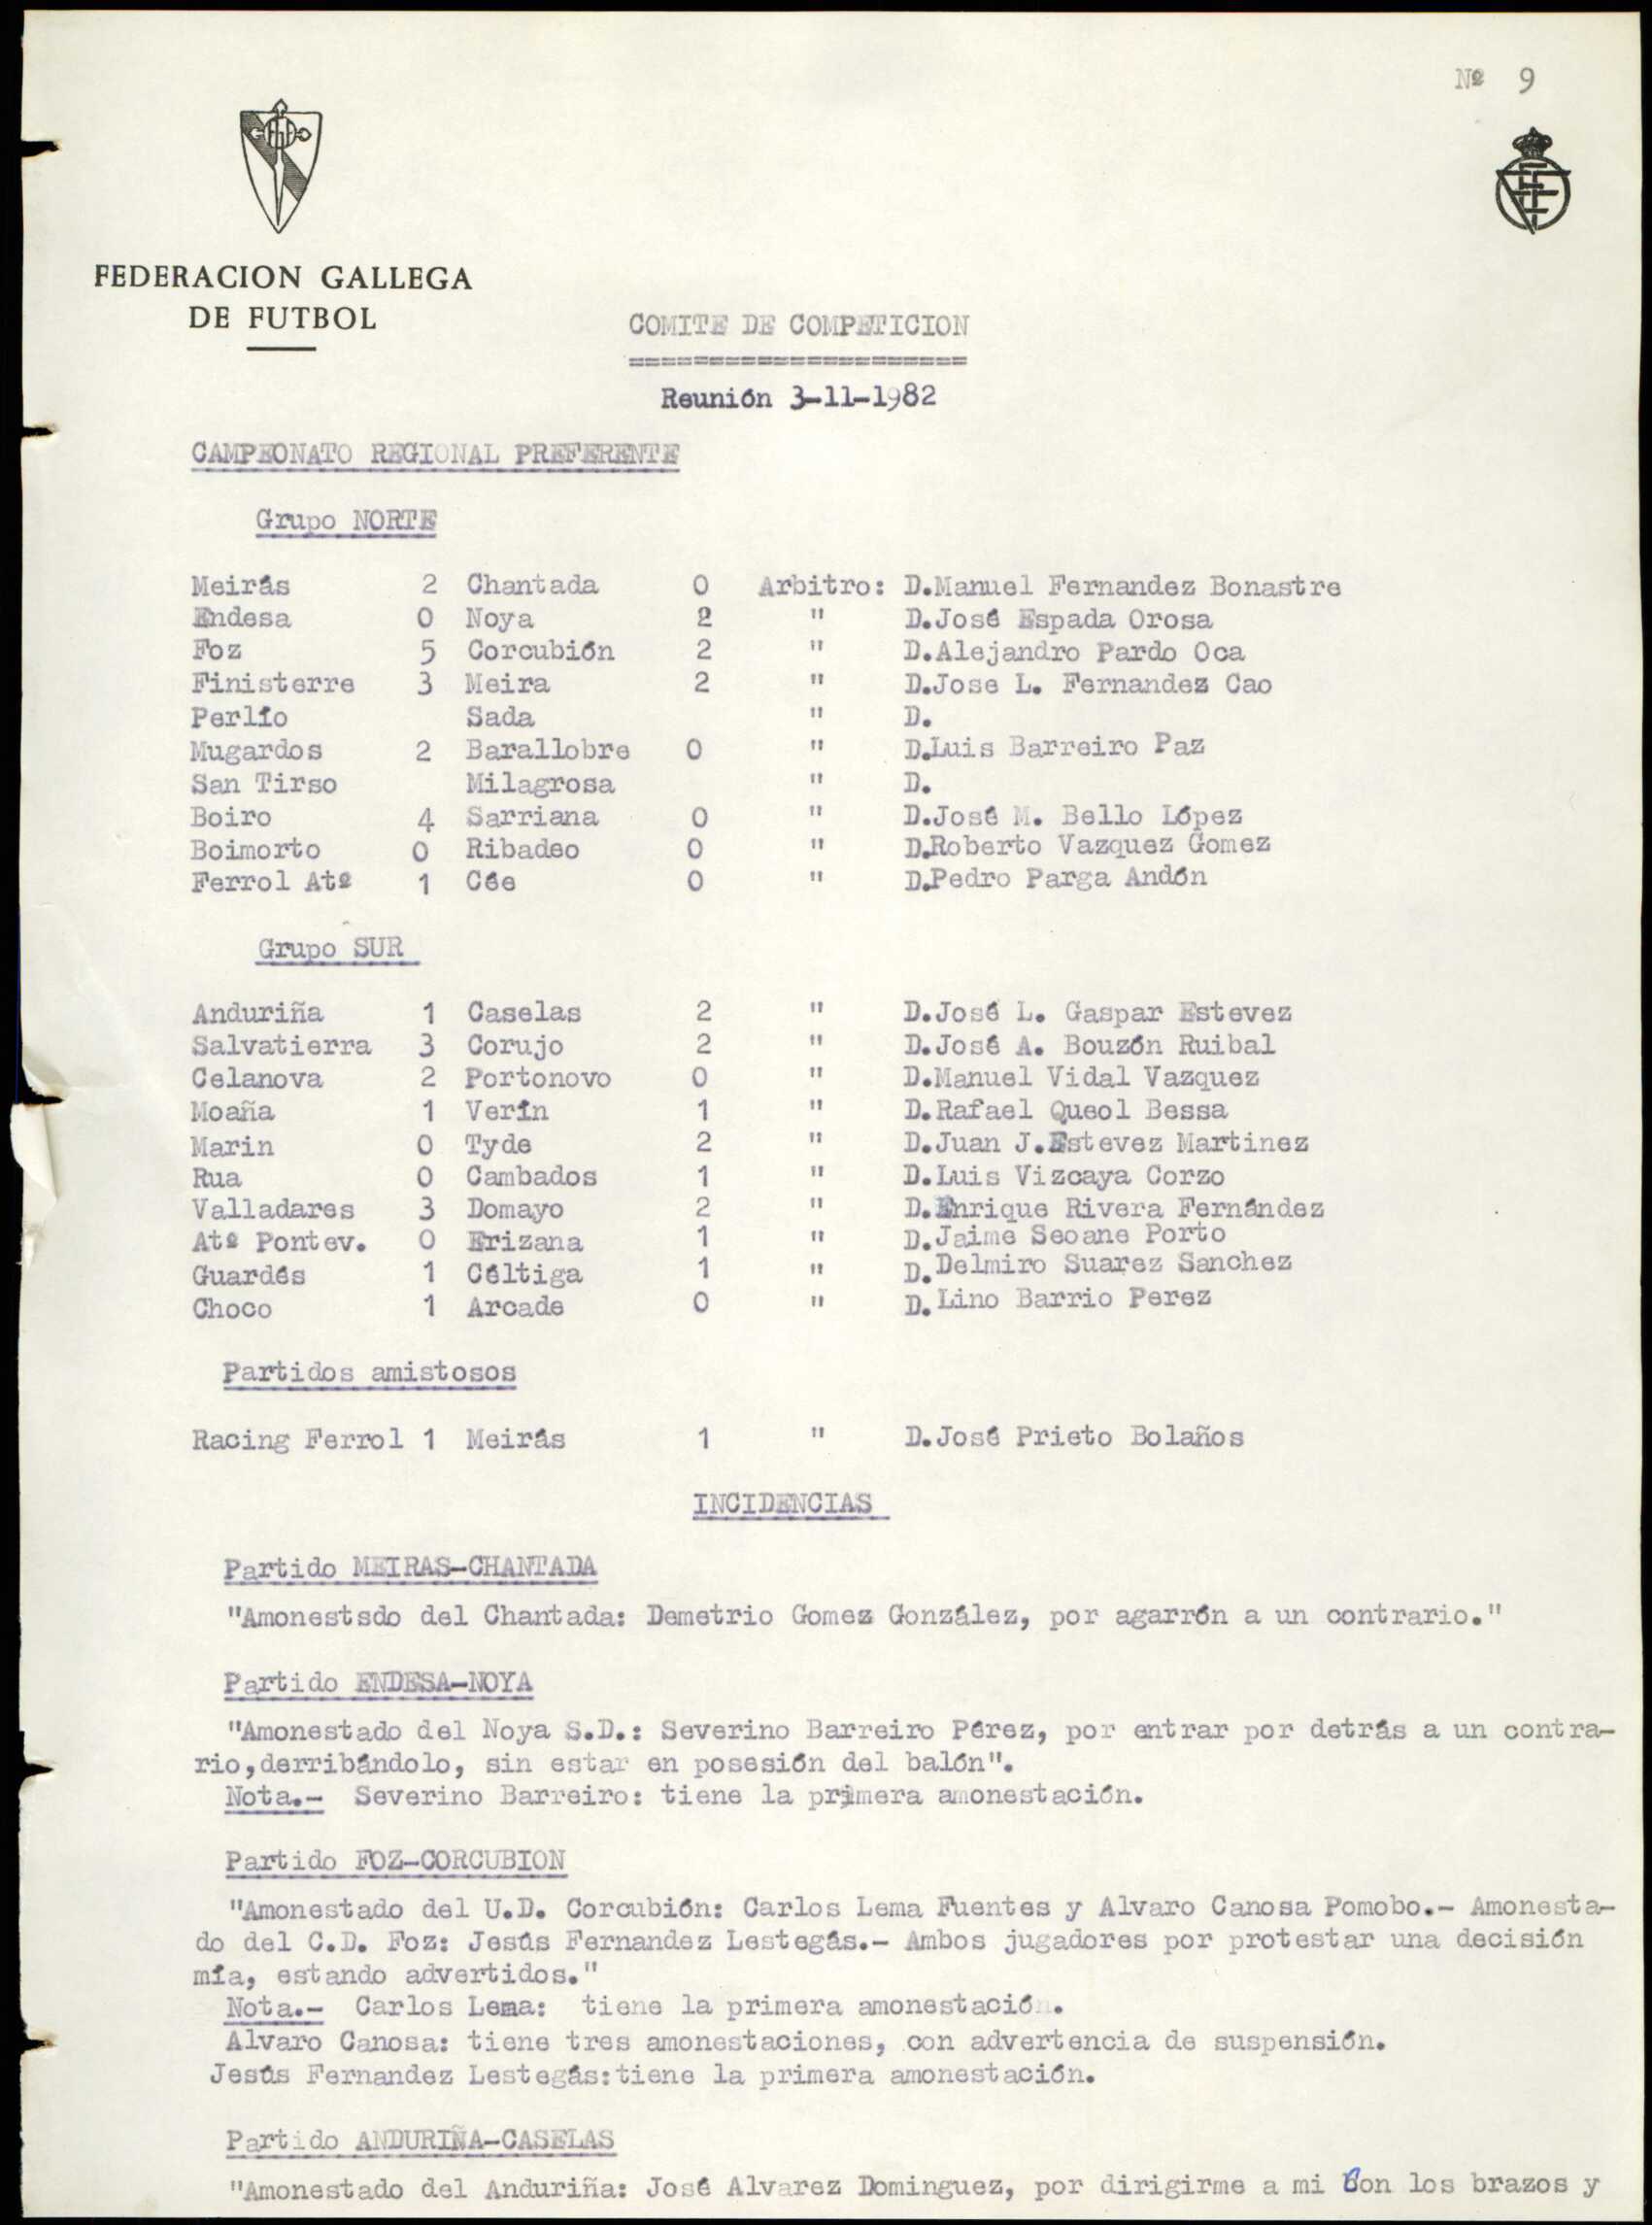 Nº 9
FEDERACION GALLEGA
DE FUTBOL
COMITE DE COMPETICION
=====================
Reunión 3-11-1982
CAMPEONATO REGIONAL PREFERENTE
Grupo NORTE
Meirás 2 Chantada 0 Arbitro: D.Manuel Fernandez Bonastre
Endesa 0 Noya 2 " D.José Espada Orosa
Foz 5 Corcubión 2 " D.Alejandro Pardo Oca
Finisterre 3 Meira 2 " D.Jose L. Fernandez Cao
Perlío Sada " D.
Mugardos 2 Barallobre 0 " D.Luis Barreiro Paz
San Tirso Milagrosa " D.
Boiro 4 Sarriana 0 " D.José M. Bello López
Boimorto 0 Ribadeo 0 " D.Roberto Vazquez Gomez
Ferrol Atº 1 Cée 0 " D.Pedro Parga Andón
Grupo SUR
Anduriña 1 Caselas 2 " D.José L. Gaspar Estevez
Salvatierra 3 Corujo 2 " D.José A. Bouzón Ruibal
Celanova 2 Portonovo 0 " D.Manuel Vidal Vazquez
Moaña 1 Verín 1 " D.Rafael Queol Bessa
Marin 0 Tyde 2 " D.Juan J.Estevez Martinez
Rua 0 Cambados 1 " D.Luis Vizcaya Corzo
Valladares 3 Domayo 2 " D.Enrique Rivera Fernández
Atº Pontev. 0 Erizana 1 " D.Jaime Seoane Porto
Guardés 1 Céltiga 1 " D.Delmiro Suarez Sanchez
Choco 1 Arcade 0 " D.Lino Barrio Perez
Partidos amistosos
Racing Ferrol 1 Meirás 1 " D.José Prieto Bolaños
INCIDENCIAS
Partido MEIRAS-CHANTADA
"Amonestsdo del Chantada: Demetrio Gomez González, por agarrón a un contrario."
Partido ENDESA-NOYA
"Amonestado del Noya S.D.: Severino Barreiro Pérez, por entrar por detrás a un contra-
rio,derribándolo, sin estar en posesión del balón".
Nota.- Severino Barreiro: tiene la primera amonestación.
Partido FOZ-CORCUBION
"Amonestado del U.D. Corcubión: Carlos Lema Fuentes y Alvaro Canosa Pomobo.- Amonesta-
do del C.D. Foz: Jesús Fernandez Lestegás.- Ambos jugadores por protestar una decisión
mía, estando advertidos."
Nota.- Carlos Lema: tiene la primera amonestación.
Alvaro Canosa: tiene tres amonestaciones, con advertencia de suspensión.
Jesús Fernandez Lestegás:tiene la primera amonestación.
Partido ANDURIÑA-CASELAS
"Amonestado del Anduriña: José Alvarez Dominguez, por dirigirme a mi con los brazos y